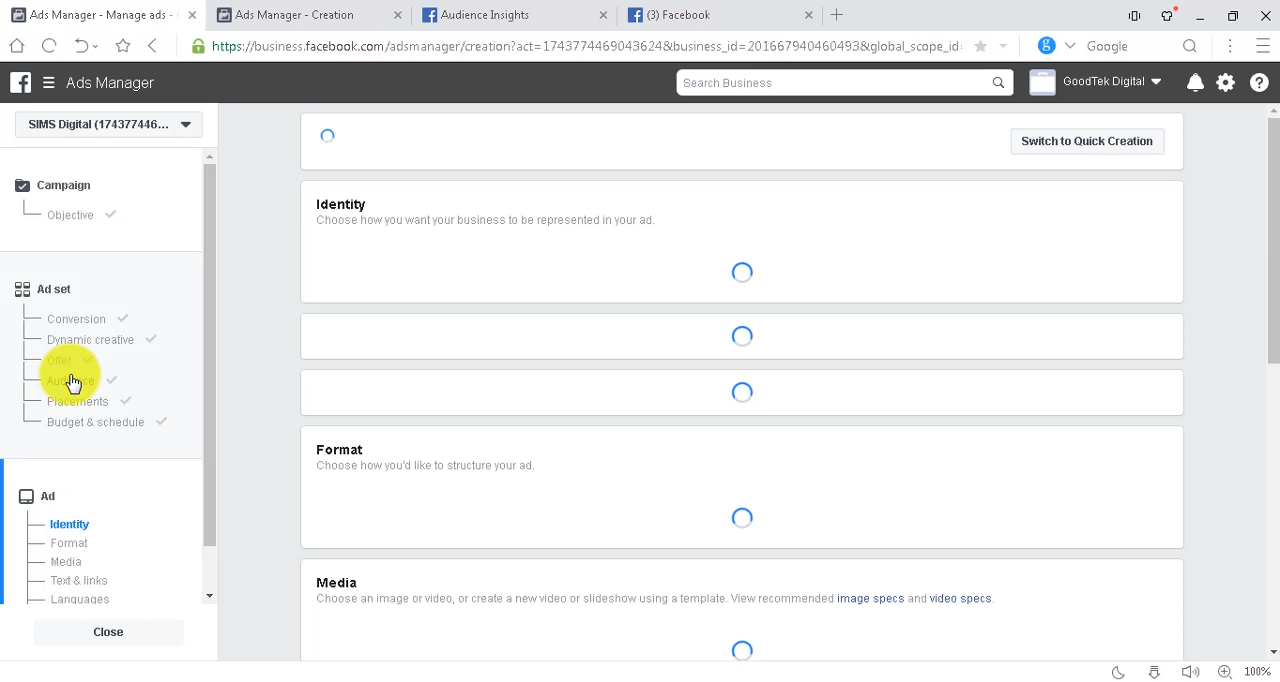 Ads Manager - Manage ads -
Ads Manager - Creation
Audience Insights
(3) Facebook
https://business.facebook.com/adsmanager/creation?act=1743774469043624&business_id=201667940460493&global_scope_id=
Google
Ads Manager
Search Business
GoodTek Digital
SIMS Digital (174377446...
Switch to Quick Creation
Campaign
Objective
Identity
Choose how you want your business to be represented in your ad.
Ad set
Conversion
Dynamic creative
Offer
Audience
Placements
Budget & schedule
Format
Choose how you'd like to structure your ad.
Ad
Identity
Format
Media
Text & links
Languages
Media
Choose an image or video, or create a new video or slideshow using a template. View recommended image specs and video specs.
Close
100%